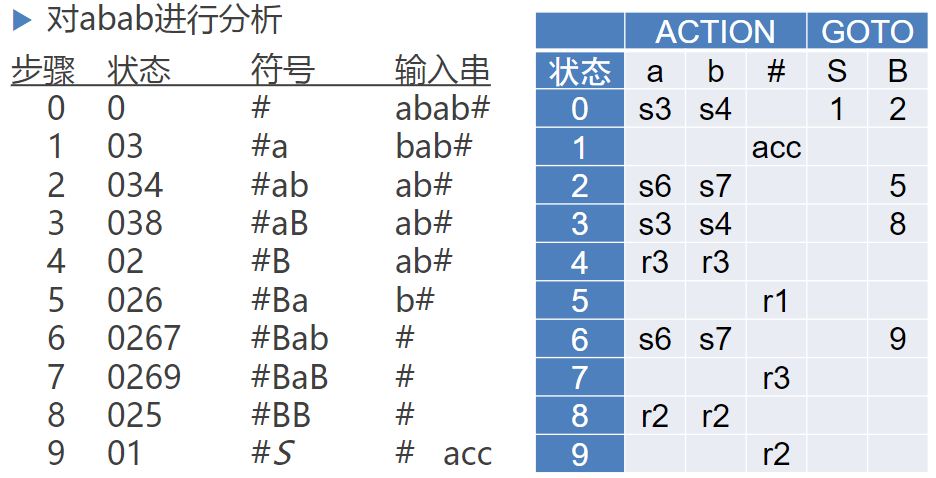 ▶ 对abab进行分析
步骤 状态 符号 输入串
0 0 # abab#
1 03 #a bab#
2 034 #ab ab#
3 038 #aB ab#
4 02 #B ab#
5 026 #Ba b#
6 0267 #Bab #
7 0269 #BaB #
8 025 #BB #
9 01 #S # acc
ACTION GOTO
状态 a b # S B
0 s3 s4 1 2
1 acc
2 s6 s7 5
3 s3 s4 8
4 r3 r3
5 r1
6 s6 s7 9
7 r3
8 r2 r2
9 r2